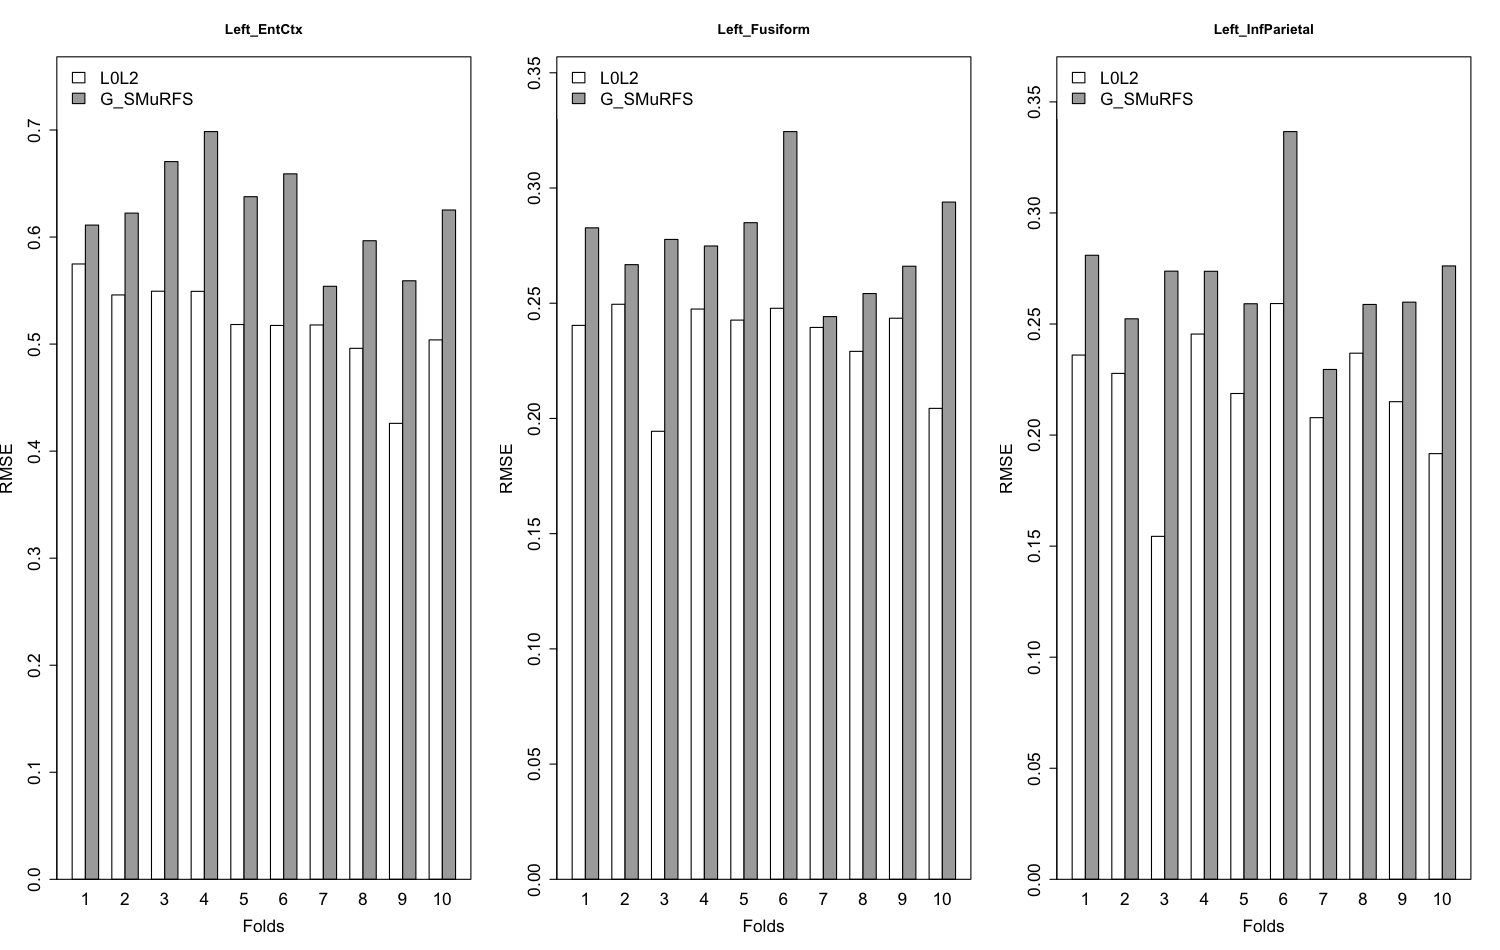 Left_EntCtx
L0L2
G_SMuRFS
RMSE
0.7
0.6
0.5
0.4
0.3
0.2
0.1
0.0
1 2 3 4 5 6 7 8 9 10
Folds
Left_Fusiform
L0L2
G_SMuRFS
RMSE
0.35
0.30
0.25
0.20
0.15
0.10
0.05
0.00
1 2 3 4 5 6 7 8 9 10
Folds
Left_InfParietal
L0L2
G_SMuRFS
RMSE
0.35
0.30
0.25
0.20
0.15
0.10
0.05
0.00
1 2 3 4 5 6 7 8 9 10
Folds